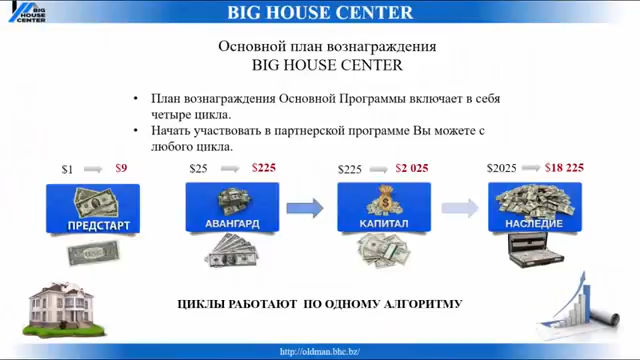 BIG HOUSE CENTER
BIG HOUSE CENTER
Основной план вознаграждения
BIG HOUSE CENTER
• План вознаграждения Основной Программы включает в себя
четыре цикла.
• Начать участвовать в партнерской программе Вы можете с
любого цикла.
$1 $9 $25 $225 $225 $2 025 $2025 $18 225
ПРЕДСТАРТ АВАНГАРД КАПИТАЛ НАСЛЕДИЕ
ЦИКЛЫ РАБОТАЮТ ПО ОДНОМУ АЛГОРИТМУ
http://oldman.bhc.bz/